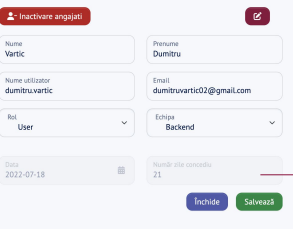 Inactivare angajati
Nume
Vartic
Prenume
Dumitru
Nume utilizator
dumitru.vartic
Email
dumitruvartic02@gmail.com
Rol
User
Echipa
Backend
Data
2022-07-18
Număr zile concediu
21
Închide
Salvează